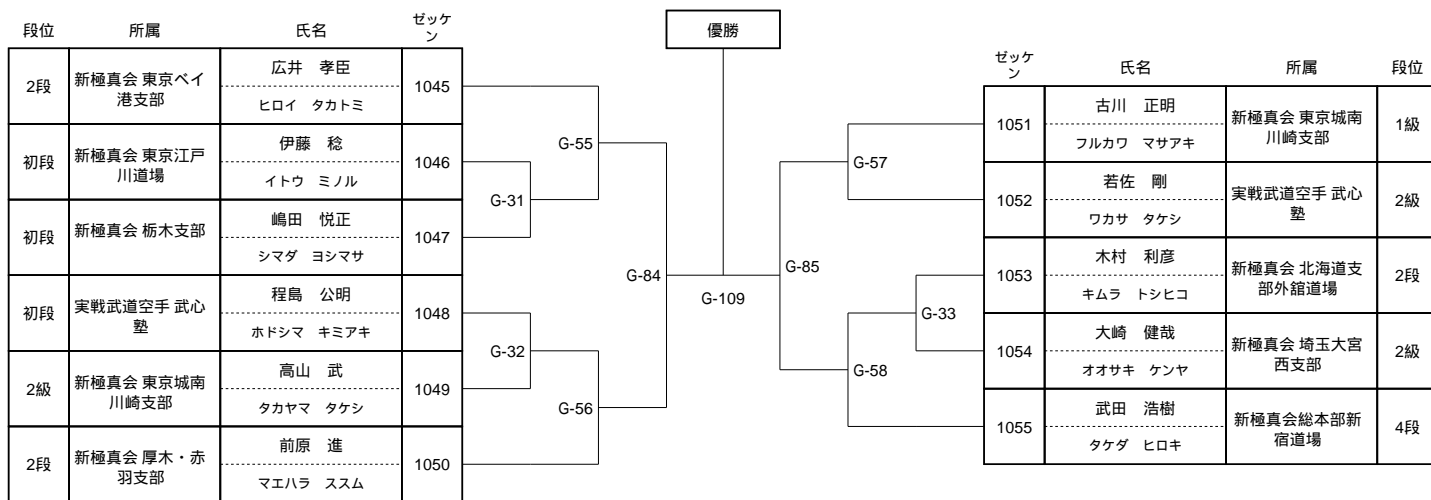 優勝
段位 所属 氏名 ゼッケ
ン
2段 新極真会 東京ベイ
港支部 広井 孝臣
ヒロイ タカトミ 1045
初段 新極真会 東京江戸
川道場 伊藤 稔
イトウ ミノル 1046
初段 新極真会 栃木支部 嶋田 悦正
シマダ ヨシマサ 1047
初段 実戦武道空手 武心
塾 程島 公明
ホドシマ キミアキ 1048
2級 新極真会 東京城南
川崎支部 高山 武
タカヤマ タケシ 1049
2段 新極真会 厚木・赤
羽支部 前原 進
マエハラ ススム 1050
G-55
G-31
G-84
G-32
G-56
G-109
G-57
G-85
G-33
G-58
ゼッケ
ン 氏名 所属 段位
1051 古川 正明
フルカワ マサアキ 新極真会 東京城南
川崎支部 1級
1052 若佐 剛
ワカサ タケシ 実戦武道空手 武心
塾 2級
1053 木村 利彦
キムラ トシヒコ 新極真会 北海道支
部外舘道場 2段
1054 大崎 健哉
オオサキ ケンヤ 新極真会 埼玉大宮
西支部 2級
1055 武田 浩樹
タケダ ヒロキ 新極真会総本部新
宿道場 4段